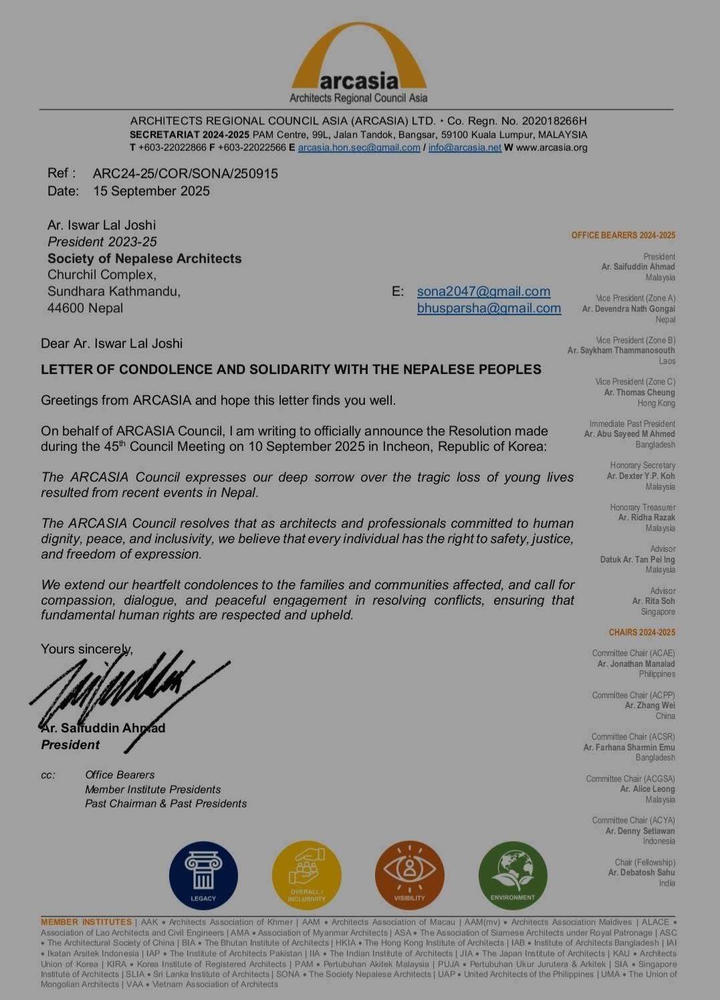 arcasia
Architects Regional Council Asia
ARCHITECTS REGIONAL COUNCIL ASIA (ARCASIA) LTD. • Co. Regn. No. 202018266H
SECRETARIAT 2024-2025 PAM Centre, 99L, Jalan Tandok, Bangsar, 59100 Kuala Lumpur, MALAYSIA
T +603-22022866 F +603-22022566 E arcasia.hon.sec@gmail.com / info@arcasia.net W www.arcasia.org
Ref : ARC24-25/COR/SONA/250915
Date: 15 September 2025
Ar. Iswar Lal Joshi
President 2023-25
Society of Nepalese Architects
Churchil Complex,
Sundhara Kathmandu,
44600 Nepal
E: sona2047@gmail.com
bhusparsha@gmail.com
Dear Ar. Iswar Lal Joshi
LETTER OF CONDOLENCE AND SOLIDARITY WITH THE NEPALESE PEOPLES
Greetings from ARCASIA and hope this letter finds you well.
On behalf of ARCASIA Council, I am writing to officially announce the Resolution made
during the 45th Council Meeting on 10 September 2025 in Incheon, Republic of Korea:
The ARCASIA Council expresses our deep sorrow over the tragic loss of young lives
resulted from recent events in Nepal.
The ARCASIA Council resolves that as architects and professionals committed to human
dignity, peace, and inclusivity, we believe that every individual has the right to safety, justice,
and freedom of expression.
We extend our heartfelt condolences to the families and communities affected, and call for
compassion, dialogue, and peaceful engagement in resolving conflicts, ensuring that
fundamental human rights are respected and upheld.
Yours sincerely,
Ar. Saifuddin Ahmad
President
cc: Office Bearers
Member Institute Presidents
Past Chairman & Past Presidents
OFFICE BEARERS 2024-2025
President
Ar. Saifuddin Ahmad
Malaysia
Vice President (Zone A)
Ar. Devendra Nath Gongal
Nepal
Vice President (Zone B)
Ar. Saykham Thammanosouth
Laos
Vice President (Zone C)
Ar. Thomas Cheung
Hong Kong
Immediate Past President
Ar. Abu Sayeed M Ahmed
Bangladesh
Honorary Secretary
Ar. Dexter Y.P. Koh
Malaysia
Honorary Treasurer
Ar. Ridha Razak
Malaysia
Advisor
Datuk Ar. Tan Pei Ing
Malaysia
Advisor
Ar. Rita Soh
Singapore
CHAIRS 2024-2025
Committee Chair (ACAE)
Ar. Jonathan Manalad
Philippines
Committee Chair (ACPP)
Ar. Zhang Wei
China
Committee Chair (ACSR)
Ar. Farhana Sharmin Emu
Bangladesh
Committee Chair (ACGSA)
Ar. Alice Leong
Malaysia
Committee Chair (ACYA)
Ar. Denny Setiawan
Indonesia
Chair (Fellowship)
Ar. Debatosh Sahu
India
LEGACY
OVERALL /
INCLUSIVITY
VISIBILITY
ENVIRONMENT
MEMBER INSTITUTES | AAK • Architects Association of Khmer | AAM • Architects Association of Macau | AAM(mv) • Architects Association Maldives | ALACE •
Association of Lao Architects and Civil Engineers | AMA • Association of Myanmar Architects | ASA • The Association of Siamese Architects under Royal Patronage | ASC
• The Architectural Society of China | BIA • The Bhutan Institute of Architects | HKIA • The Hong Kong Institute of Architects | IAB • Institute of Architects Bangladesh | IAI
• Ikatan Arsitek Indonesia | IAP • The Institute of Architects Pakistan | IIA • The Indian Institute of Architects | JIA • The Japan Institute of Architects | KAU • Architects
Union of Korea | KIRA • Korea Institute of Registered Architects | PAM • Pertubuhan Akitek Malaysia | PUJA • Pertubuhan Ukur Jurutera & Arkitek | SIA • Singapore
Institute of Architects | SLIA • Sri Lanka Institute of Architects | SONA • The Society Nepalese Architects | UAP • United Architects of the Philippines | UMA • The Union of
Mongolian Architects | VAA • Vietnam Association of Architects